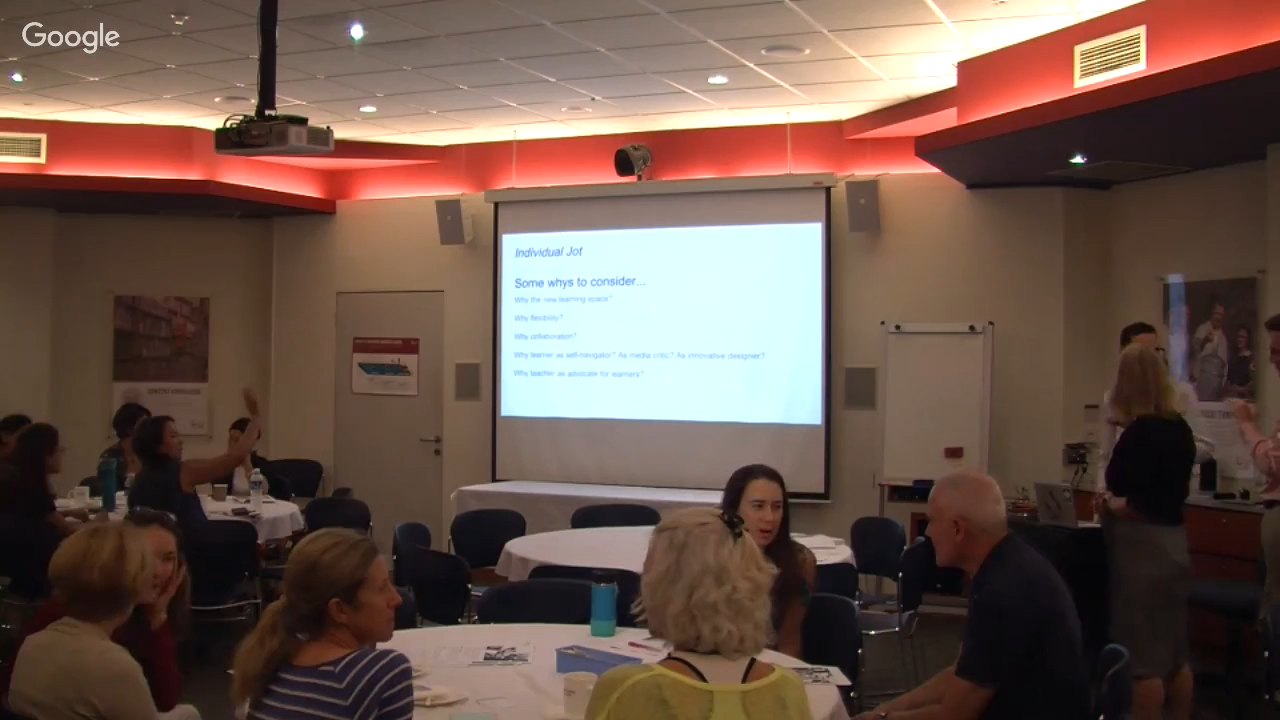 Google
Individual Jot
Some whys to consider...
Why the new learning space?
Why flexibility?
Why collaboration?
Why learner as self-navigator? As media critic? As innovative designer?
Why teacher as advocate for learners?